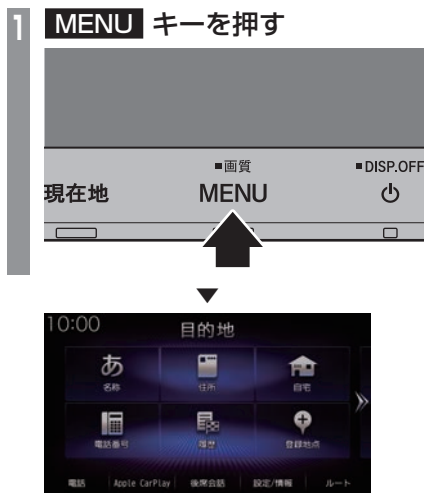 1 MENU キーを押す
■画質 ■DISP.OFF
現在地 MENU
10:00 目的地
あ
名称 住所 自宅
電話番号 履歴 登録地点
電話 Apple CarPlay 後席会話 設定/情報 ルート